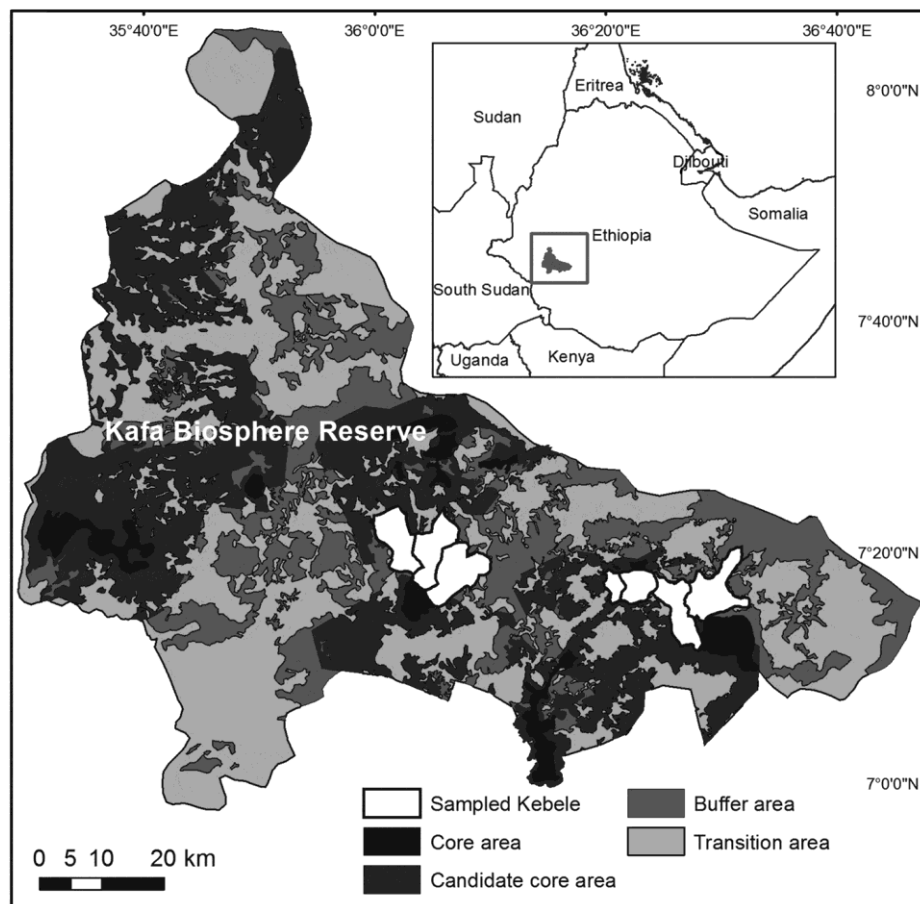 35°40'0"E
36°0'0"E
36°20'0"E
36°40'0"E
8°0'0"N
7°40'0"N
7°20'0"N
7°0'0"N
Eritrea
Sudan
Djibouti
Somalia
Ethiopia
South Sudan
Uganda
Kenya
Kafa Biosphere Reserve
Sampled Kebele
Buffer area
Core area
Transition area
Candidate core area
0 5 10 20 km